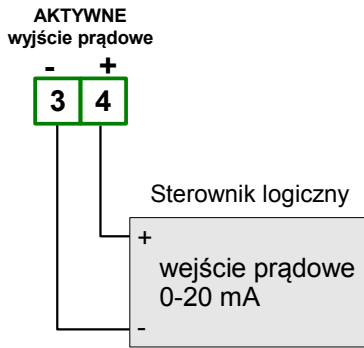 AKTYWNE
wyjście prądowe
- +
3 4
Sterownik logiczny
+
wejście prądowe
0-20 mA
-